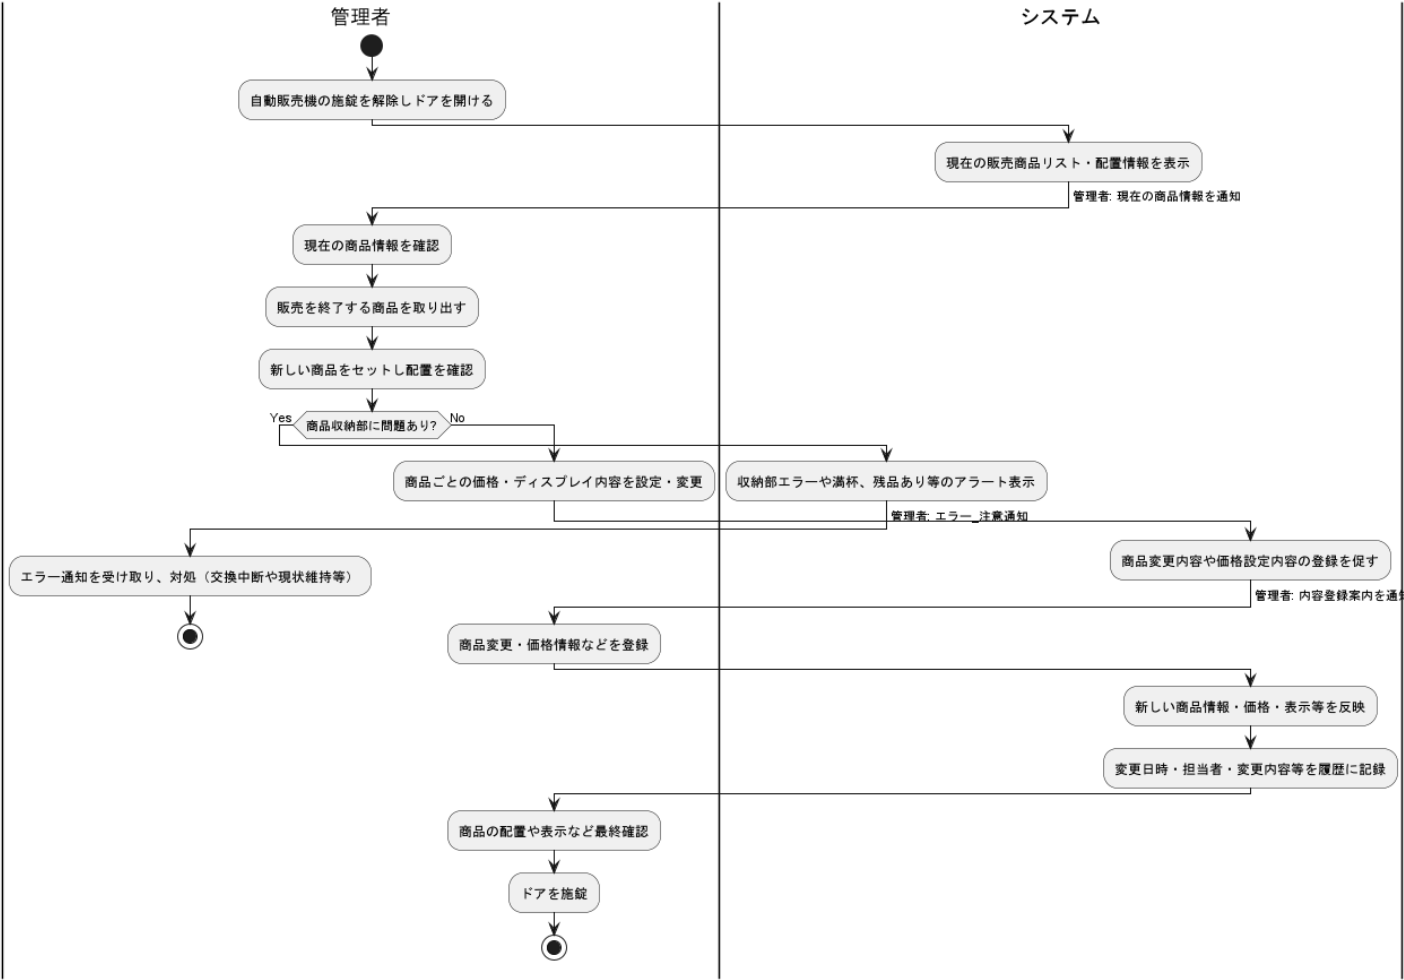 管理者
システム
自動販売機の施錠を解除しドアを開ける
現在の販売商品リスト・配置情報を表示
管理者: 現在の商品情報を通知
現在の商品情報を確認
販売を終了する商品を取り出す
新しい商品をセットし配置を確認
Yes
商品収納部に問題あり?
No
商品ごとの価格・ディスプレイ内容を設定・変更
収納部エラーや満杯、残品あり等のアラート表示
管理者: エラー_注意通知
商品変更内容や価格設定内容の登録を促す
エラー通知を受け取り、対処（交換中断や現状維持等）
管理者: 内容登録案内を通
商品変更・価格情報などを登録
新しい商品情報・価格・表示等を反映
変更日時・担当者・変更内容等を履歴に記録
商品の配置や表示など最終確認
ドアを施錠